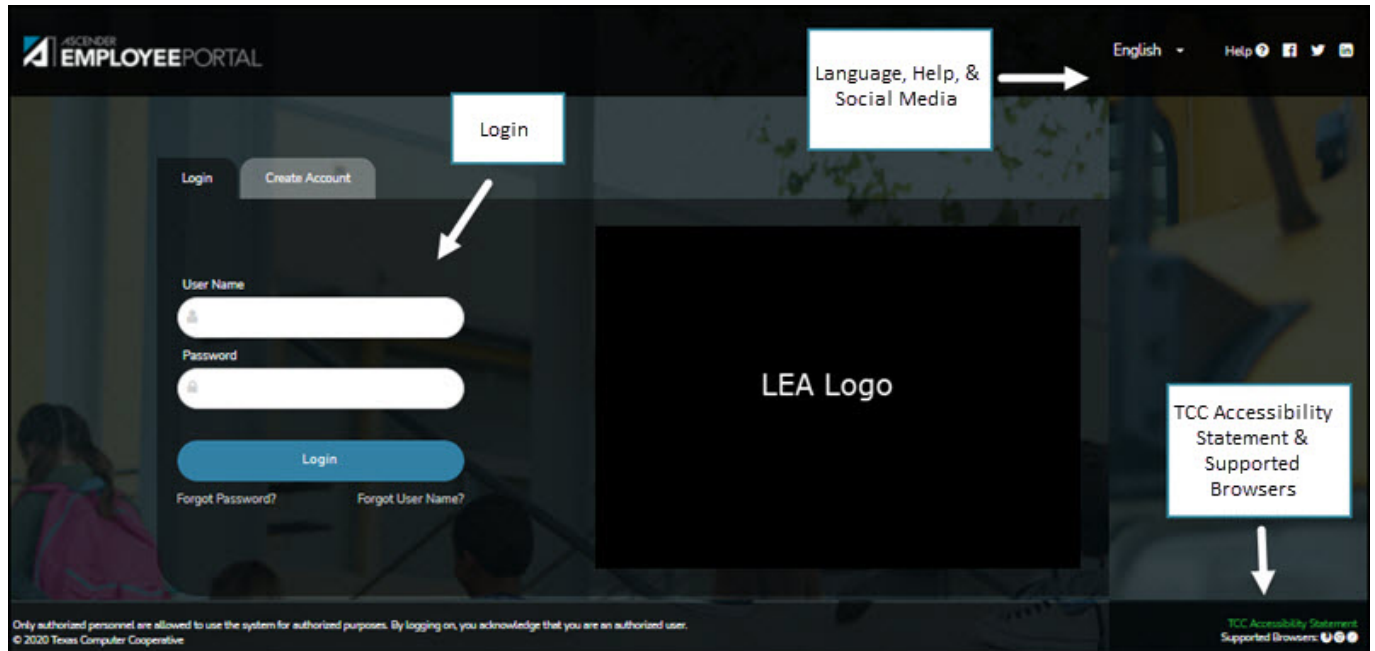 ASCENDER
EMPLOYEEPORTAL
English
Help
Language, Help, &
Social Media
Login
Login
Create Account
User Name
Password
Login
Forgot Password?
Forgot User Name?
LEA Logo
TCC Accessibility
Statement &
Supported
Browsers
Only authorized personnel are allowed to use the system for authorized purposes. By logging on, you acknowledge that you are an authorized user.
© 2020 Texas Computer Cooperative
TCC Accessibility Statement
Supported Browsers: